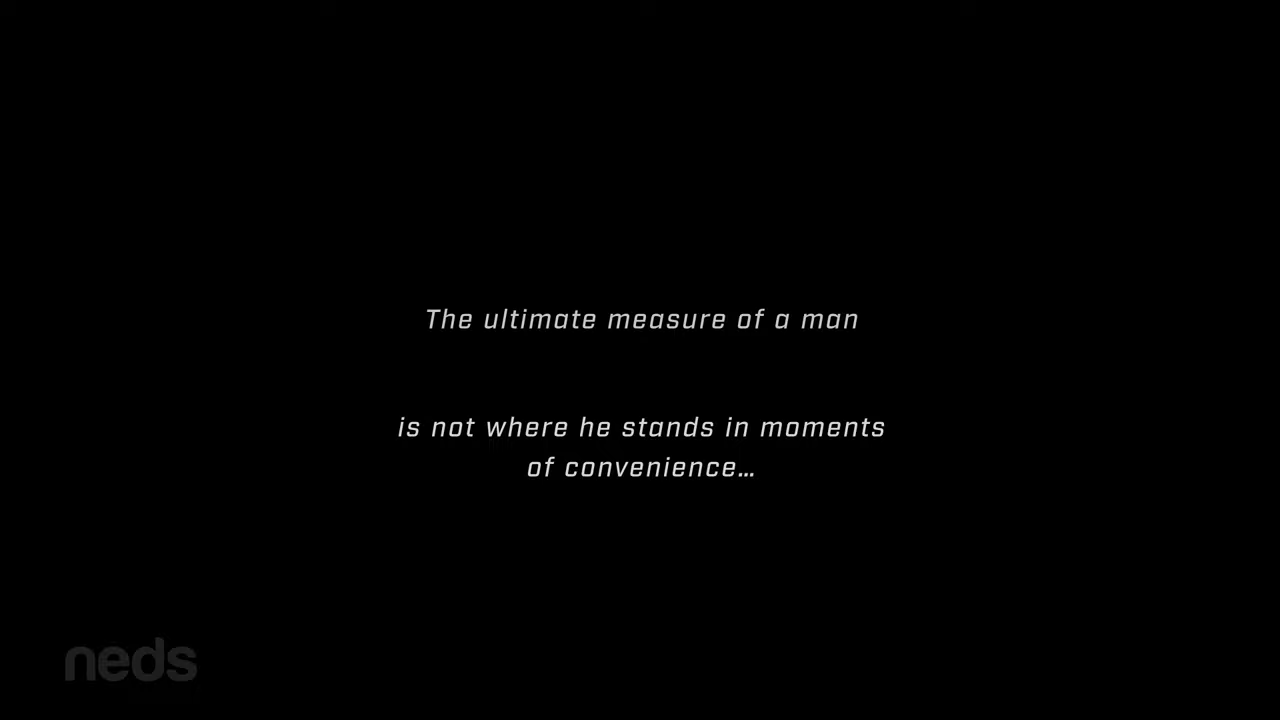 The ultimate measure of a man
is not where he stands in moments
of convenience…
neds